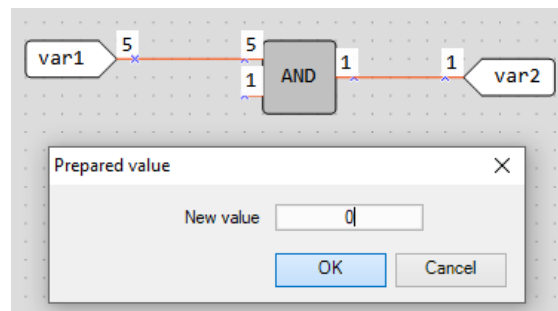 var1 5 5 AND 1 1 var2
1
Prepared value
New value 0
OK Cancel